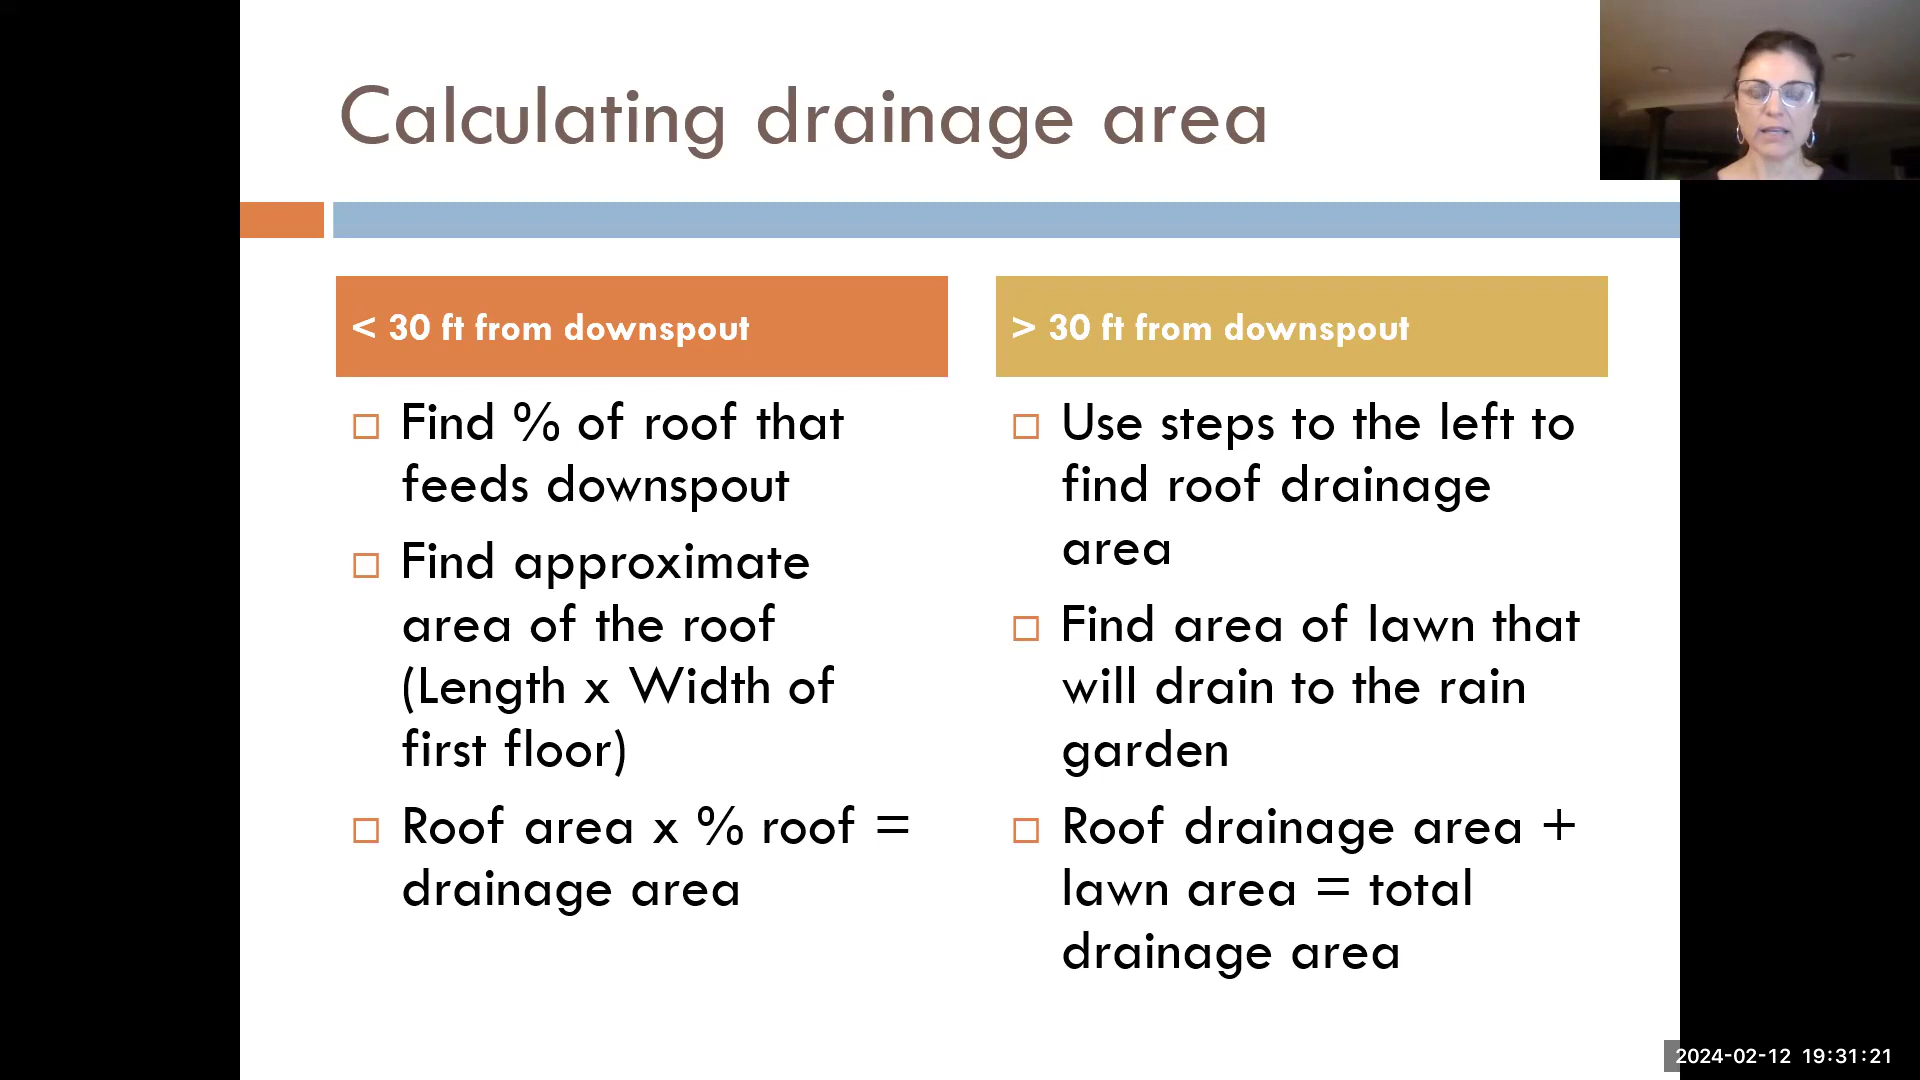 Calculating drainage area
< 30 ft from downspout
Find % of roof that
feeds downspout
Find approximate
area of the roof
(Length x Width of
first floor)
Roof area x % roof =
drainage area
> 30 ft from downspout
Use steps to the left to
find roof drainage
area
Find area of lawn that
will drain to the rain
garden
Roof drainage area +
lawn area = total
drainage area
2024-02-12 19:31:21